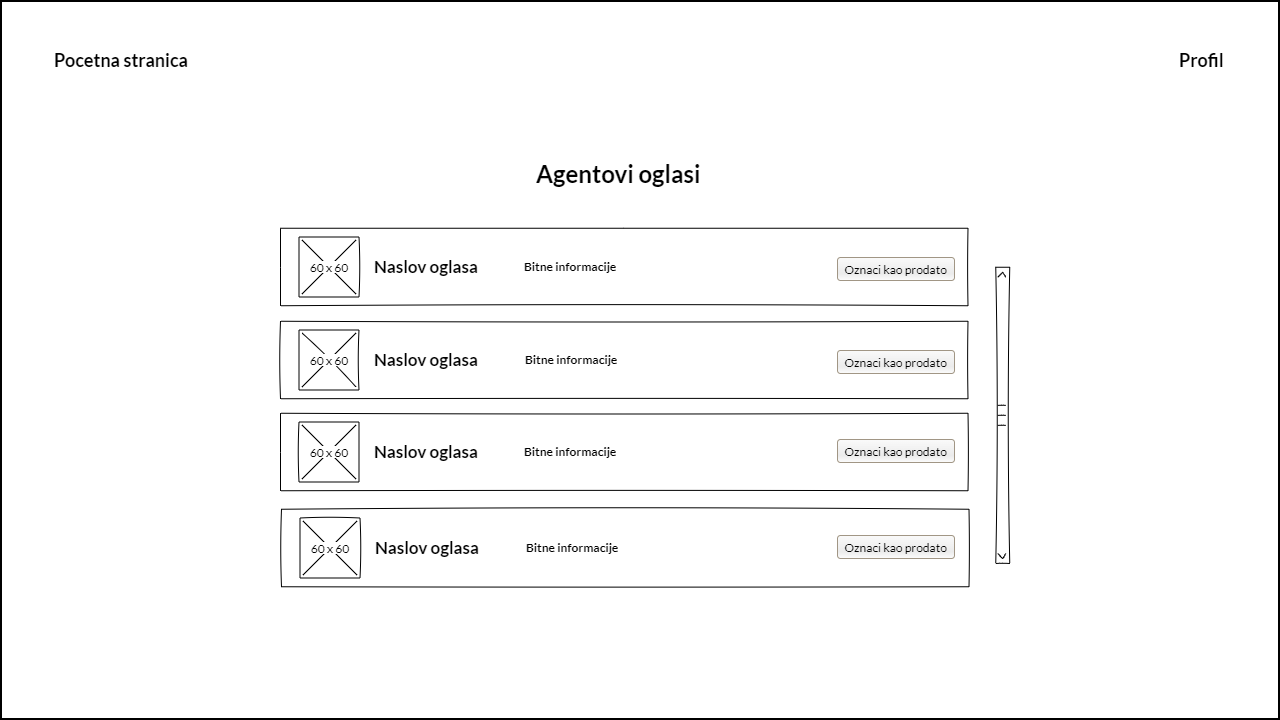 Pocetna stranica
Profil
Agentovi oglasi
60 x 60
Naslov oglasa
Bitne informacije
Oznaci kao prodato
60 x 60
Naslov oglasa
Bitne informacije
Oznaci kao prodato
60 x 60
Naslov oglasa
Bitne informacije
Oznaci kao prodato
60 x 60
Naslov oglasa
Bitne informacije
Oznaci kao prodato